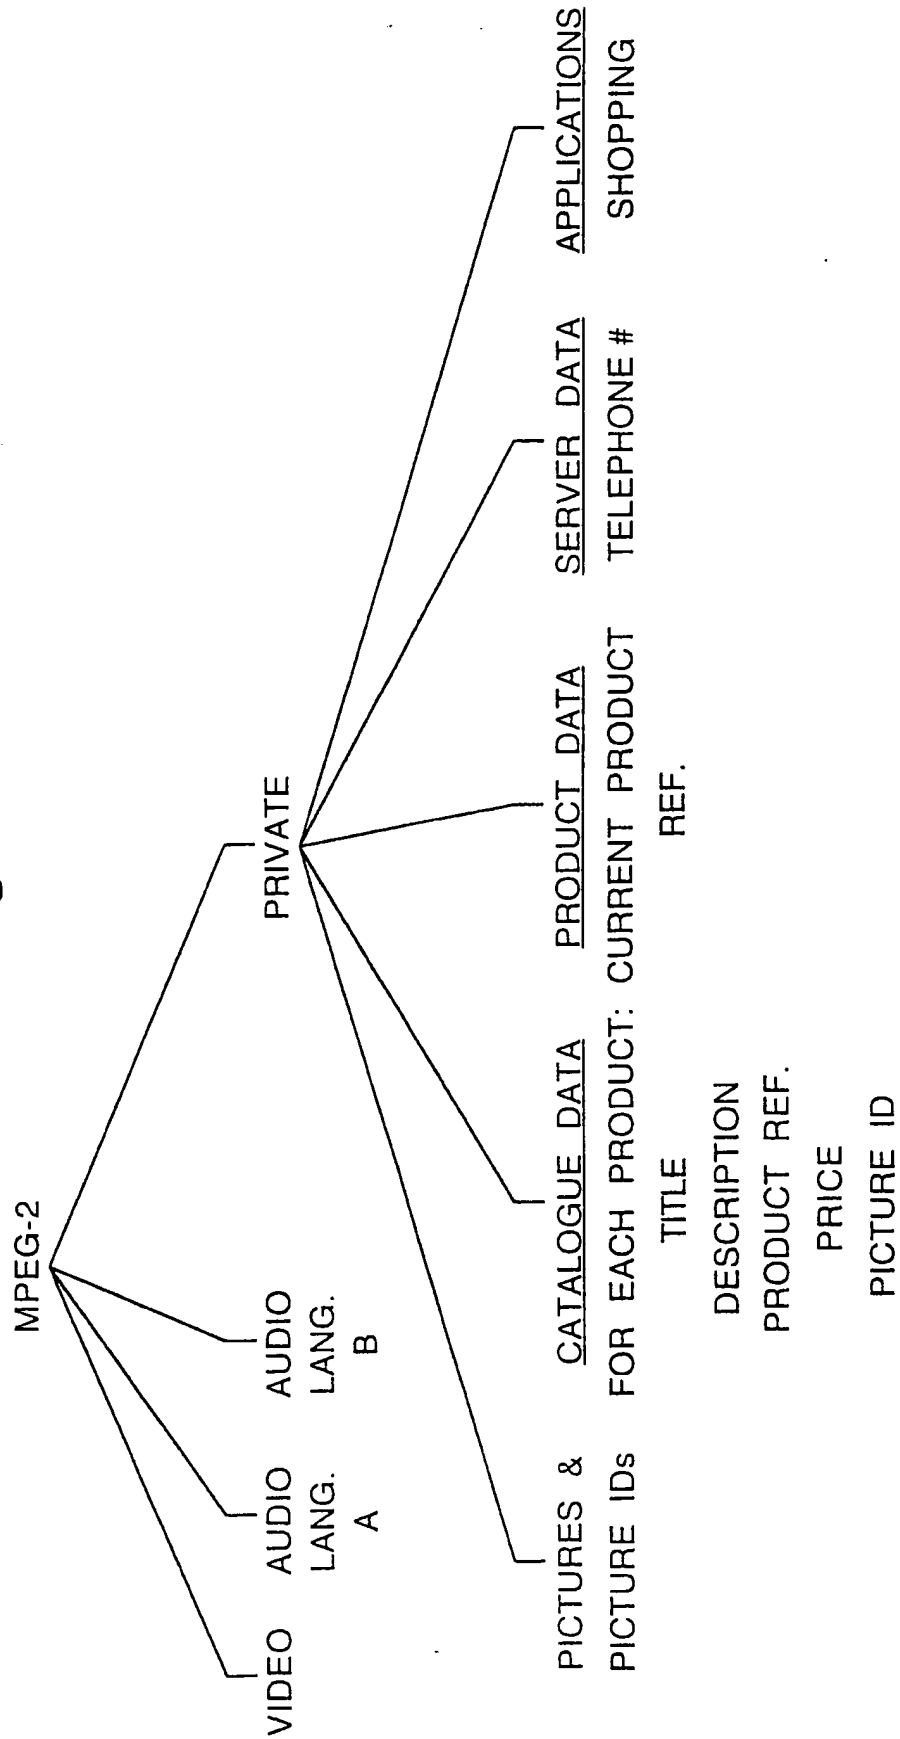 MPEG-2
VIDEO
AUDIO
LANG.
A
AUDIO
LANG.
B
PRIVATE
PICTURES &
PICTURE IDs
CATALOGUE DATA
FOR EACH PRODUCT:
TITLE
DESCRIPTION
PRODUCT REF.
PRICE
PICTURE ID
PRODUCT DATA
CURRENT PRODUCT
REF.
SERVER DATA
TELEPHONE #
APPLICATIONS
SHOPPING